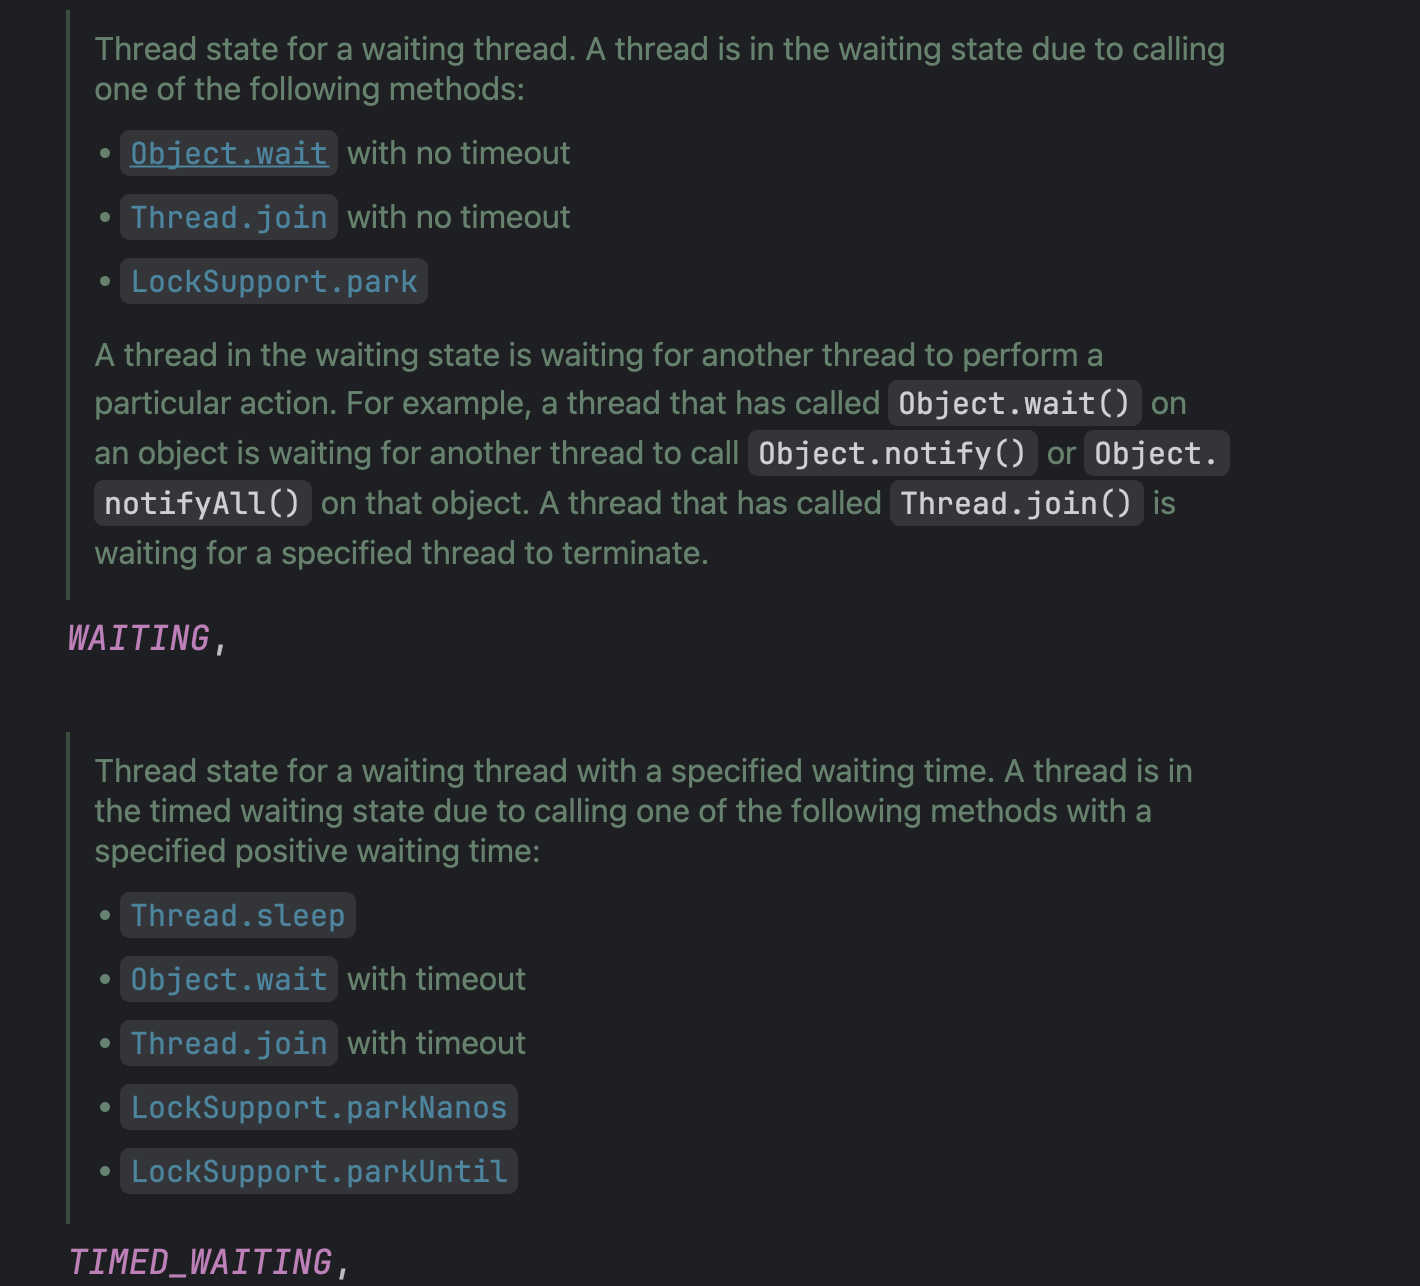 Thread state for a waiting thread. A thread is in the waiting state due to calling
one of the following methods:
• Object.wait with no timeout
• Thread.join with no timeout
• LockSupport.park
A thread in the waiting state is waiting for another thread to perform a
particular action. For example, a thread that has called Object.wait() on
an object is waiting for another thread to call Object.notify() or Object.
notifyAll() on that object. A thread that has called Thread.join() is
waiting for a specified thread to terminate.
WAITING,
Thread state for a waiting thread with a specified waiting time. A thread is in
the timed waiting state due to calling one of the following methods with a
specified positive waiting time:
• Thread.sleep
• Object.wait with timeout
• Thread.join with timeout
• LockSupport.parkNanos
• LockSupport.parkUntil
TIMED_WAITING,